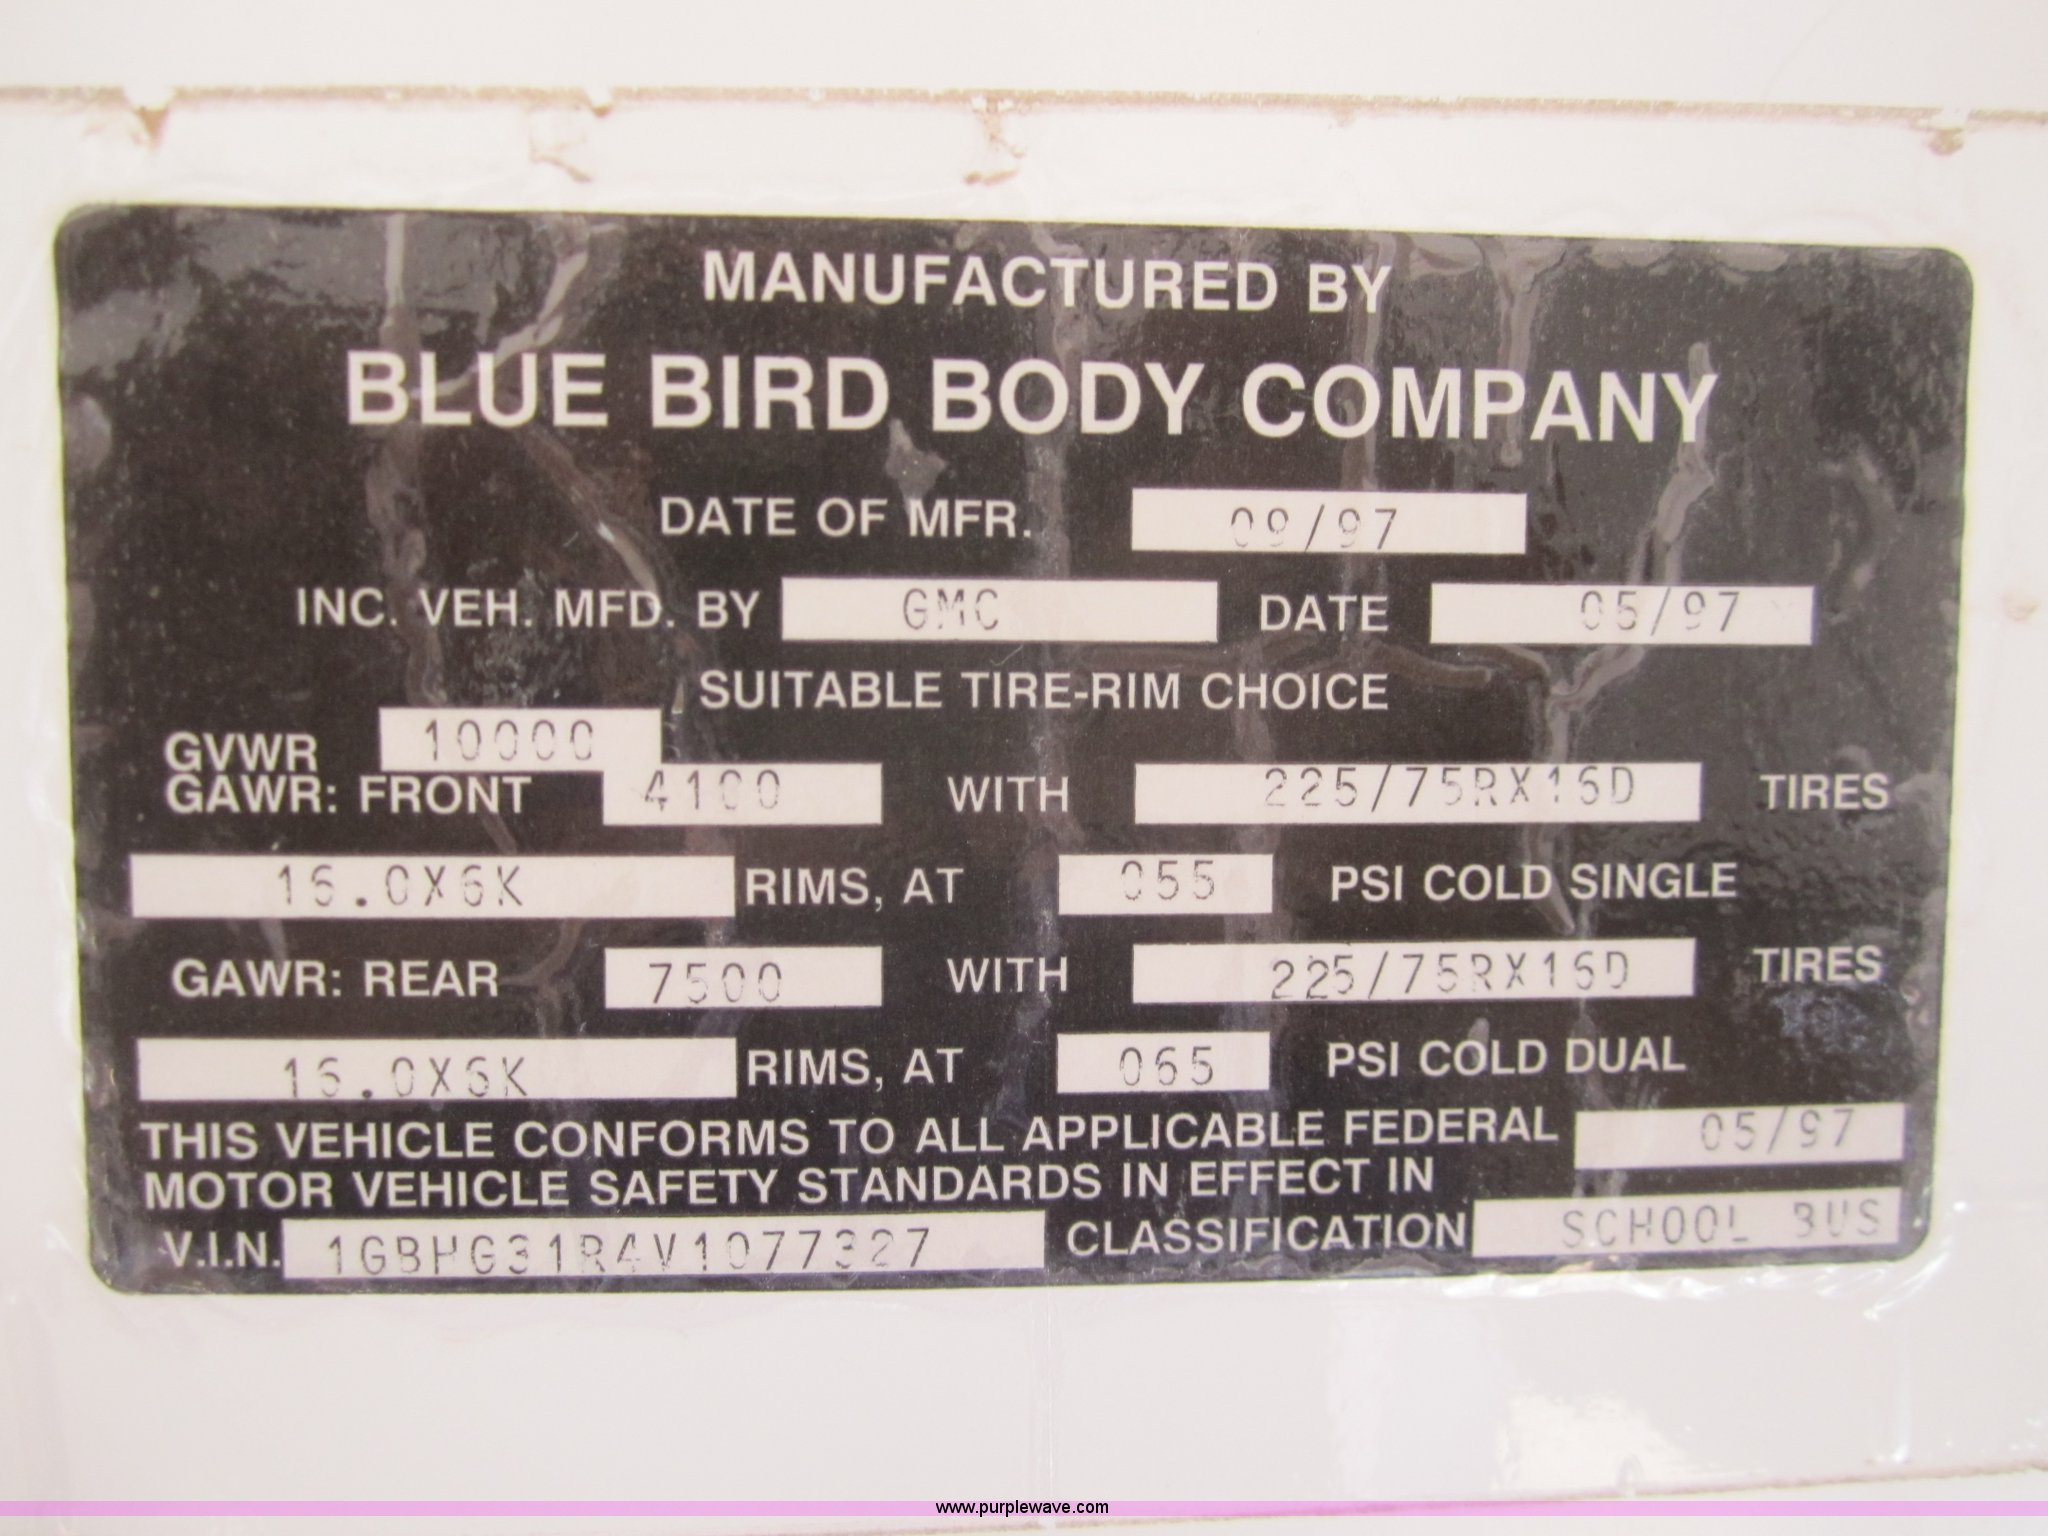 MANUFACTURED BY
BLUE BIRD BODY COMPANY
DATE OF MFR. 09/97
INC. VEH. MFD. BY GMC DATE 05/97
SUITABLE TIRE-RIM CHOICE
GVWR 10000
GAWR: FRONT 4100 WITH 225/75RX16D TIRES
16.0X6K RIMS, AT 055 PSI COLD SINGLE
GAWR: REAR 7500 WITH 225/75RX16D TIRES
16.0X6K RIMS, AT 065 PSI COLD DUAL
THIS VEHICLE CONFORMS TO ALL APPLICABLE FEDERAL 05/97
MOTOR VEHICLE SAFETY STANDARDS IN EFFECT IN
V.I.N. 1GBHG31R4V1077327 CLASSIFICATION SCHOOL BUS
www.purplewave.com